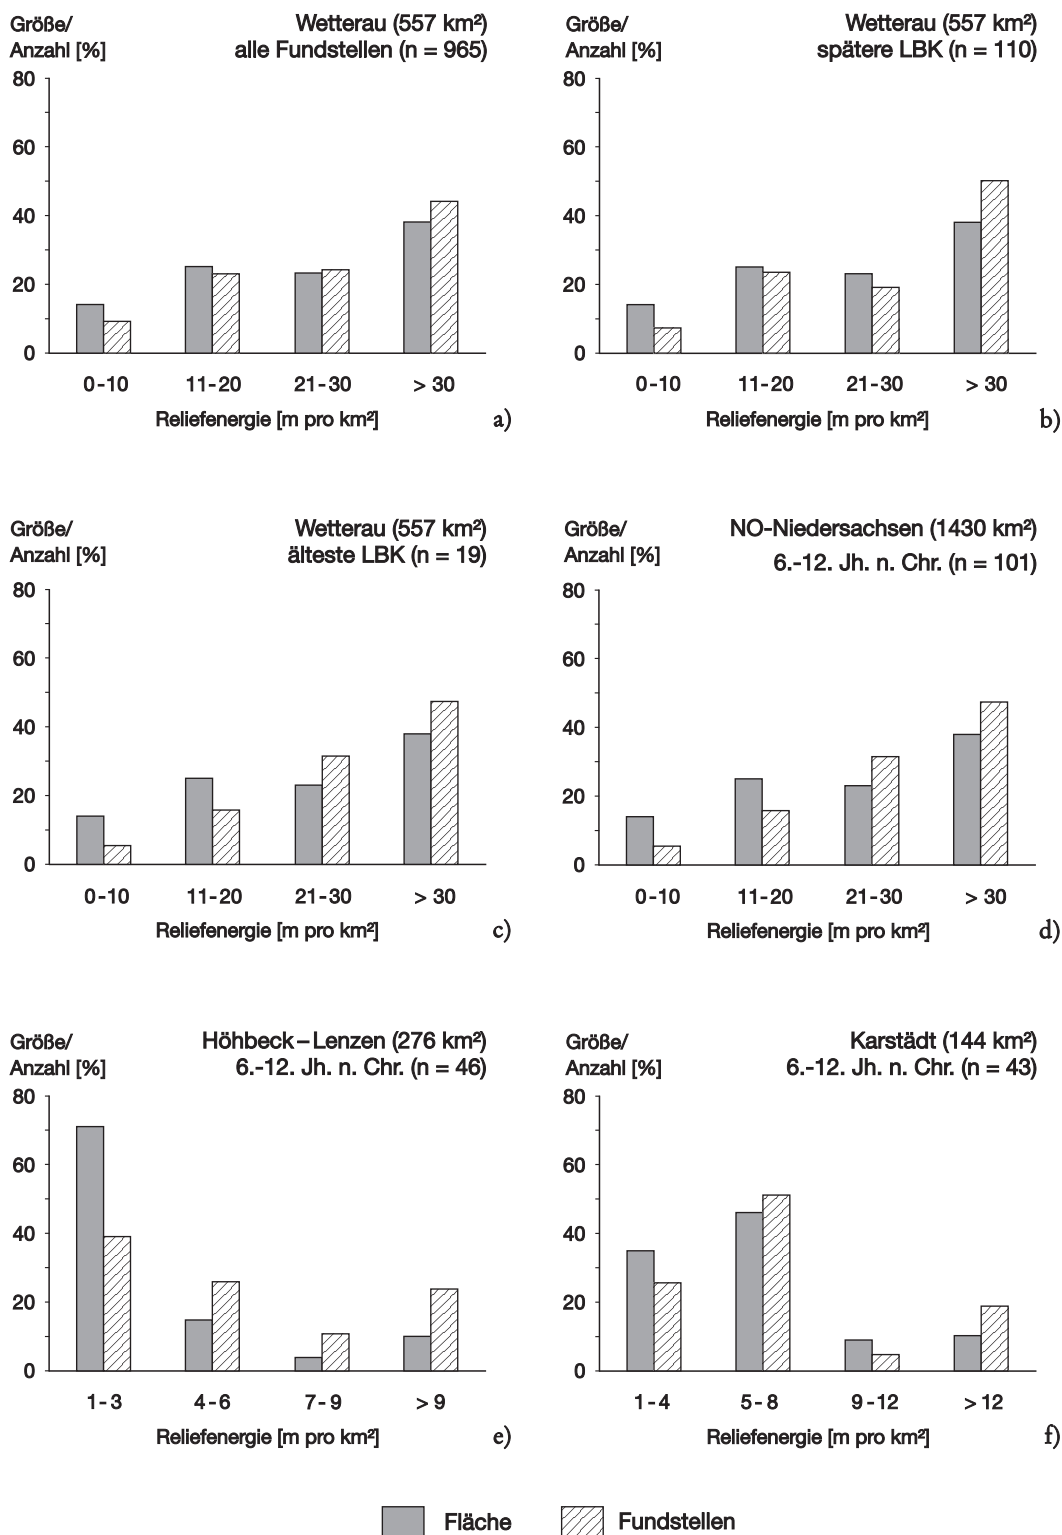 Größe/
Anzahl [%]
Wetterau (557 km²)
alle Fundstellen (n = 965)
80
60
40
20
0
0-10 11-20 21-30 > 30
Reliefenergie [m pro km²]
a)
Größe/
Anzahl [%]
Wetterau (557 km²)
spätere LBK (n = 110)
80
60
40
20
0
0-10 11-20 21-30 > 30
Reliefenergie [m pro km²]
b)
Größe/
Anzahl [%]
Wetterau (557 km²)
älteste LBK (n = 19)
80
60
40
20
0
0-10 11-20 21-30 > 30
Reliefenergie [m pro km²]
c)
Größe/
Anzahl [%]
NO-Niedersachsen (1430 km²)
6.-12. Jh. n. Chr. (n = 101)
80
60
40
20
0
0-10 11-20 21-30 > 30
Reliefenergie [m pro km²]
d)
Größe/
Anzahl [%]
Höhbeck – Lenzen (276 km²)
6.-12. Jh. n. Chr. (n = 46)
80
60
40
20
0
1-3 4-6 7-9 > 9
Reliefenergie [m pro km²]
e)
Größe/
Anzahl [%]
Karstädt (144 km²)
6.-12. Jh. n. Chr. (n = 43)
80
60
40
20
0
1-4 5-8 9-12 > 12
Reliefenergie [m pro km²]
f)
Fläche Fundstellen